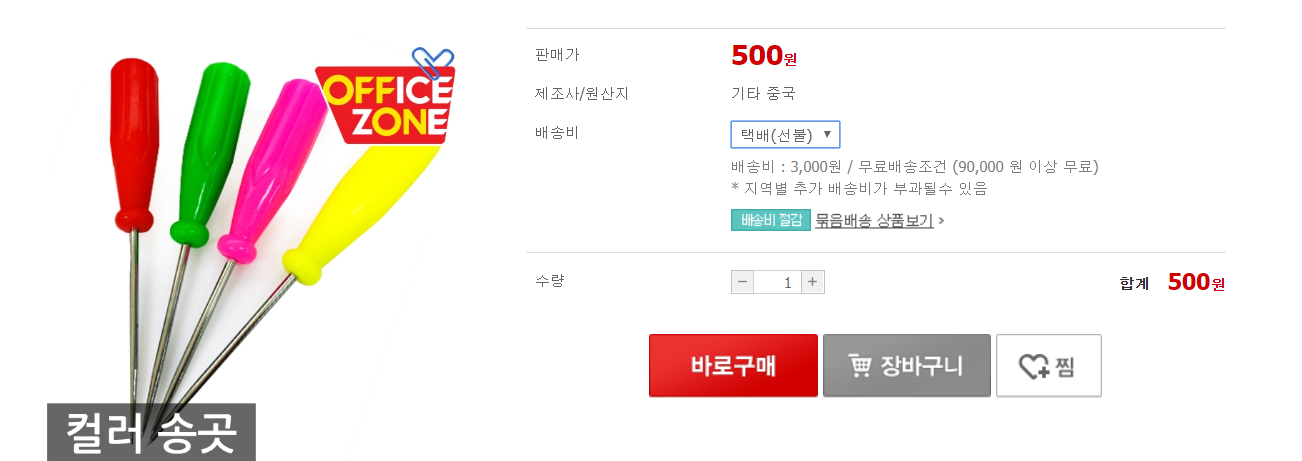 OFFICE
ZONE
컬러 송곳
판매가 500원
제조사/원산지 기타 중국
배송비 택배(선불) ▼
배송비 : 3,000원 / 무료배송조건 (90,000 원 이상 무료)
* 지역별 추가 배송비가 부과될수 있음
배송비 절감 묶음배송 상품보기 >
수량 − 1 + 합계 500원
바로구매 장바구니 찜